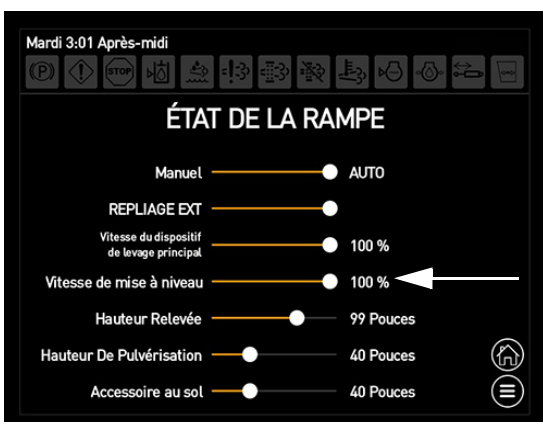 Mardi 3:01 Après-midi
(P) STOP
ÉTAT DE LA RAMPE
Manuel AUTO
REPLIAGE EXT
Vitesse du dispositif
de levage principal 100 %
Vitesse de mise à niveau 100 %
Hauteur Relevée 99 Pouces
Hauteur De Pulvérisation 40 Pouces
Accessoire au sol 40 Pouces